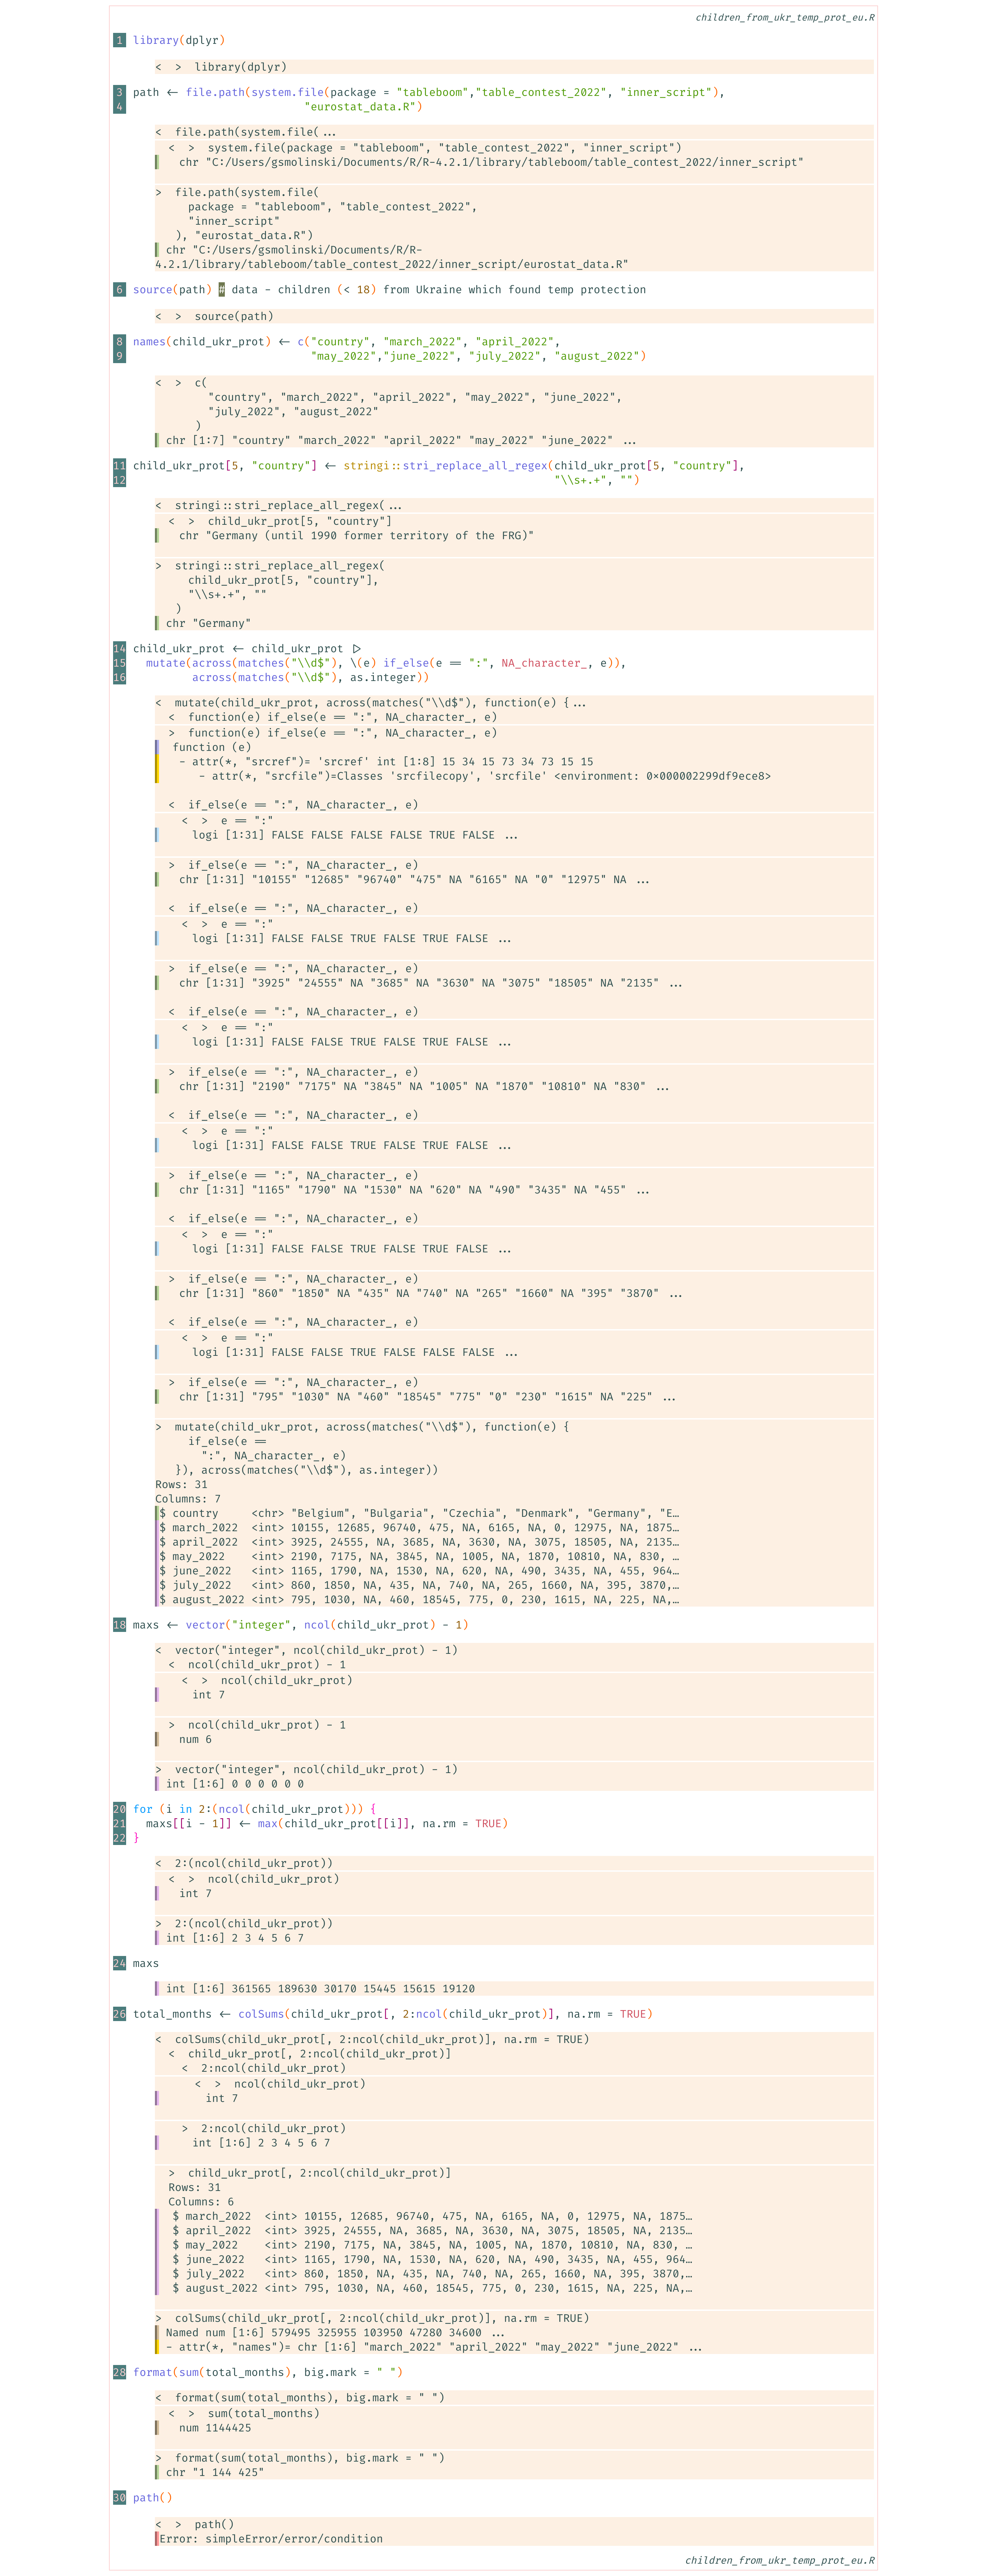 children_from_ukr_temp_prot_eu.R
1 library(dplyr)
<  >  library(dplyr)
3 path <- file.path(system.file(package = "tableboom","table_contest_2022", "inner_script"),
4                           "eurostat_data.R")
<  file.path(system.file(...
  <  >  system.file(package = "tableboom", "table_contest_2022", "inner_script")
    chr "C:/Users/gsmolinski/Documents/R/R-4.2.1/library/tableboom/table_contest_2022/inner_script"
>  file.path(system.file(
     package = "tableboom", "table_contest_2022",
     "inner_script"
   ), "eurostat_data.R")
 chr "C:/Users/gsmolinski/Documents/R/R-
4.2.1/library/tableboom/table_contest_2022/inner_script/eurostat_data.R"
6 source(path) # data - children (< 18) from Ukraine which found temp protection
<  >  source(path)
8 names(child_ukr_prot) <- c("country", "march_2022", "april_2022",
9                            "may_2022","june_2022", "july_2022", "august_2022")
<  >  c(
        "country", "march_2022", "april_2022", "may_2022", "june_2022",
        "july_2022", "august_2022"
      )
 chr [1:7] "country" "march_2022" "april_2022" "may_2022" "june_2022" ...
11 child_ukr_prot[5, "country"] <- stringi::stri_replace_all_regex(child_ukr_prot[5, "country"],
12                                                                 "\\s+.+", "")
<  stringi::stri_replace_all_regex(...
  <  >  child_ukr_prot[5, "country"]
    chr "Germany (until 1990 former territory of the FRG)"
>  stringi::stri_replace_all_regex(
     child_ukr_prot[5, "country"],
     "\\s+.+", ""
   )
 chr "Germany"
14 child_ukr_prot <- child_ukr_prot |>
15   mutate(across(matches("\\d$"), \(e) if_else(e == ":", NA_character_, e)),
16          across(matches("\\d$"), as.integer))
<  mutate(child_ukr_prot, across(matches("\\d$"), function(e) {...
  <  function(e) if_else(e == ":", NA_character_, e)
  >  function(e) if_else(e == ":", NA_character_, e)
   function (e)
    - attr(*, "srcref")= 'srcref' int [1:8] 15 34 15 73 34 73 15 15
       - attr(*, "srcfile")=Classes 'srcfilecopy', 'srcfile' <environment: 0x000002299df9ece8>
  <  if_else(e == ":", NA_character_, e)
    <  >  e == ":"
      logi [1:31] FALSE FALSE FALSE FALSE TRUE FALSE ...
  >  if_else(e == ":", NA_character_, e)
    chr [1:31] "10155" "12685" "96740" "475" NA "6165" NA "0" "12975" NA ...
  <  if_else(e == ":", NA_character_, e)
    <  >  e == ":"
      logi [1:31] FALSE FALSE TRUE FALSE TRUE FALSE ...
  >  if_else(e == ":", NA_character_, e)
    chr [1:31] "3925" "24555" NA "3685" NA "3630" NA "3075" "18505" NA "2135" ...
  <  if_else(e == ":", NA_character_, e)
    <  >  e == ":"
      logi [1:31] FALSE FALSE TRUE FALSE TRUE FALSE ...
  >  if_else(e == ":", NA_character_, e)
    chr [1:31] "2190" "7175" NA "3845" NA "1005" NA "1870" "10810" NA "830" ...
  <  if_else(e == ":", NA_character_, e)
    <  >  e == ":"
      logi [1:31] FALSE FALSE TRUE FALSE TRUE FALSE ...
  >  if_else(e == ":", NA_character_, e)
    chr [1:31] "1165" "1790" NA "1530" NA "620" NA "490" "3435" NA "455" ...
  <  if_else(e == ":", NA_character_, e)
    <  >  e == ":"
      logi [1:31] FALSE FALSE TRUE FALSE TRUE FALSE ...
  >  if_else(e == ":", NA_character_, e)
    chr [1:31] "860" "1850" NA "435" NA "740" NA "265" "1660" NA "395" "3870" ...
  <  if_else(e == ":", NA_character_, e)
    <  >  e == ":"
      logi [1:31] FALSE FALSE TRUE FALSE FALSE FALSE ...
  >  if_else(e == ":", NA_character_, e)
    chr [1:31] "795" "1030" NA "460" "18545" "775" "0" "230" "1615" NA "225" ...
>  mutate(child_ukr_prot, across(matches("\\d$"), function(e) {
     if_else(e ==
       ":", NA_character_, e)
   }), across(matches("\\d$"), as.integer))
Rows: 31
Columns: 7
$ country     <chr> "Belgium", "Bulgaria", "Czechia", "Denmark", "Germany", "E…
$ march_2022  <int> 10155, 12685, 96740, 475, NA, 6165, NA, 0, 12975, NA, 1875…
$ april_2022  <int> 3925, 24555, NA, 3685, NA, 3630, NA, 3075, 18505, NA, 2135…
$ may_2022    <int> 2190, 7175, NA, 3845, NA, 1005, NA, 1870, 10810, NA, 830, …
$ june_2022   <int> 1165, 1790, NA, 1530, NA, 620, NA, 490, 3435, NA, 455, 964…
$ july_2022   <int> 860, 1850, NA, 435, NA, 740, NA, 265, 1660, NA, 395, 3870,…
$ august_2022 <int> 795, 1030, NA, 460, 18545, 775, 0, 230, 1615, NA, 225, NA,…
18 maxs <- vector("integer", ncol(child_ukr_prot) - 1)
<  vector("integer", ncol(child_ukr_prot) - 1)
  <  ncol(child_ukr_prot) - 1
    <  >  ncol(child_ukr_prot)
      int 7
  >  ncol(child_ukr_prot) - 1
    num 6
>  vector("integer", ncol(child_ukr_prot) - 1)
 int [1:6] 0 0 0 0 0 0
20 for (i in 2:(ncol(child_ukr_prot))) {
21   maxs[[i - 1]] <- max(child_ukr_prot[[i]], na.rm = TRUE)
22 }
<  2:(ncol(child_ukr_prot))
  <  >  ncol(child_ukr_prot)
    int 7
>  2:(ncol(child_ukr_prot))
 int [1:6] 2 3 4 5 6 7
24 maxs
 int [1:6] 361565 189630 30170 15445 15615 19120
26 total_months <- colSums(child_ukr_prot[, 2:ncol(child_ukr_prot)], na.rm = TRUE)
<  colSums(child_ukr_prot[, 2:ncol(child_ukr_prot)], na.rm = TRUE)
  <  child_ukr_prot[, 2:ncol(child_ukr_prot)]
    <  2:ncol(child_ukr_prot)
      <  >  ncol(child_ukr_prot)
        int 7
    >  2:ncol(child_ukr_prot)
      int [1:6] 2 3 4 5 6 7
  >  child_ukr_prot[, 2:ncol(child_ukr_prot)]
  Rows: 31
  Columns: 6
  $ march_2022  <int> 10155, 12685, 96740, 475, NA, 6165, NA, 0, 12975, NA, 1875…
  $ april_2022  <int> 3925, 24555, NA, 3685, NA, 3630, NA, 3075, 18505, NA, 2135…
  $ may_2022    <int> 2190, 7175, NA, 3845, NA, 1005, NA, 1870, 10810, NA, 830, …
  $ june_2022   <int> 1165, 1790, NA, 1530, NA, 620, NA, 490, 3435, NA, 455, 964…
  $ july_2022   <int> 860, 1850, NA, 435, NA, 740, NA, 265, 1660, NA, 395, 3870,…
  $ august_2022 <int> 795, 1030, NA, 460, 18545, 775, 0, 230, 1615, NA, 225, NA,…
>  colSums(child_ukr_prot[, 2:ncol(child_ukr_prot)], na.rm = TRUE)
 Named num [1:6] 579495 325955 103950 47280 34600 ...
 - attr(*, "names")= chr [1:6] "march_2022" "april_2022" "may_2022" "june_2022" ...
28 format(sum(total_months), big.mark = " ")
<  format(sum(total_months), big.mark = " ")
  <  >  sum(total_months)
    num 1144425
>  format(sum(total_months), big.mark = " ")
 chr "1 144 425"
30 path()
<  >  path()
Error: simpleError/error/condition
children_from_ukr_temp_prot_eu.R